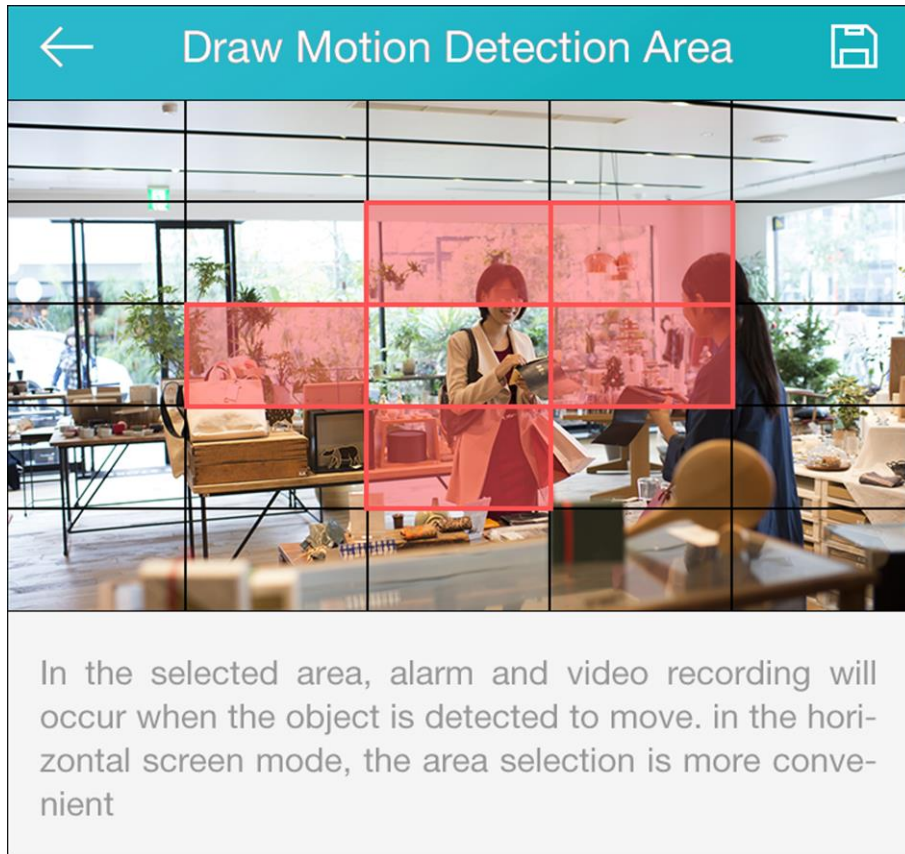 Draw Motion Detection Area
In the selected area, alarm and video recording will
occur when the object is detected to move. in the hori-
zontal screen mode, the area selection is more conve-
nient